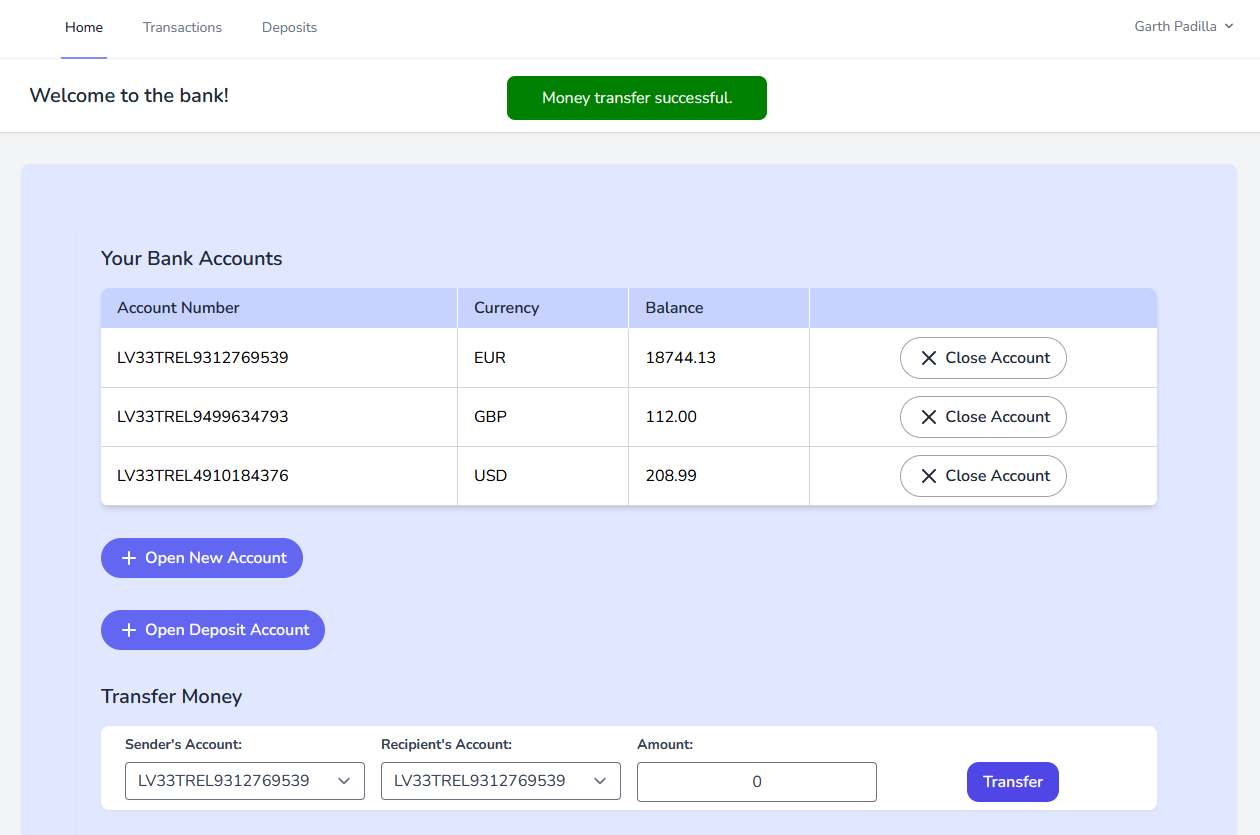 Home Transactions Deposits Garth Padilla
Welcome to the bank!
Money transfer successful.
Your Bank Accounts
Account Number Currency Balance
LV33TREL9312769539 EUR 18744.13 Close Account
LV33TREL9499634793 GBP 112.00 Close Account
LV33TREL4910184376 USD 208.99 Close Account
Open New Account
Open Deposit Account
Transfer Money
Sender's Account: Recipient's Account: Amount:
LV33TREL9312769539 LV33TREL9312769539 0 Transfer